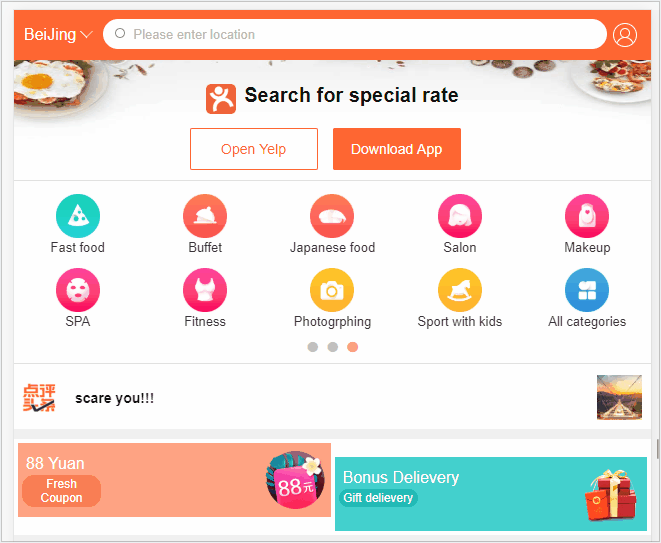 BeiJing
Please enter location
Search for special rate
Open Yelp
Download App
Fast food
Buffet
Japanese food
Salon
Makeup
SPA
Fitness
Photogrphing
Sport with kids
All categories
点评
头条
scare you!!!
88 Yuan
Fresh
Coupon
88元
Bonus Delievery
Gift delievery